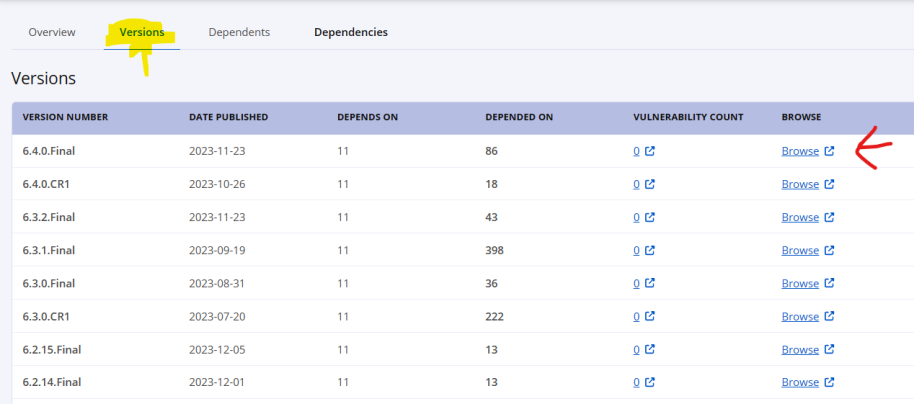 Overview Versions Dependents Dependencies
Versions
VERSION NUMBER DATE PUBLISHED DEPENDS ON DEPENDED ON VULNERABILITY COUNT BROWSE
6.4.0.Final 2023-11-23 11 86 0 Browse
6.4.0.CR1 2023-10-26 11 18 0 Browse
6.3.2.Final 2023-11-23 11 43 0 Browse
6.3.1.Final 2023-09-19 11 398 0 Browse
6.3.0.Final 2023-08-31 11 36 0 Browse
6.3.0.CR1 2023-07-20 11 222 0 Browse
6.2.15.Final 2023-12-05 11 13 0 Browse
6.2.14.Final 2023-12-01 11 13 0 Browse